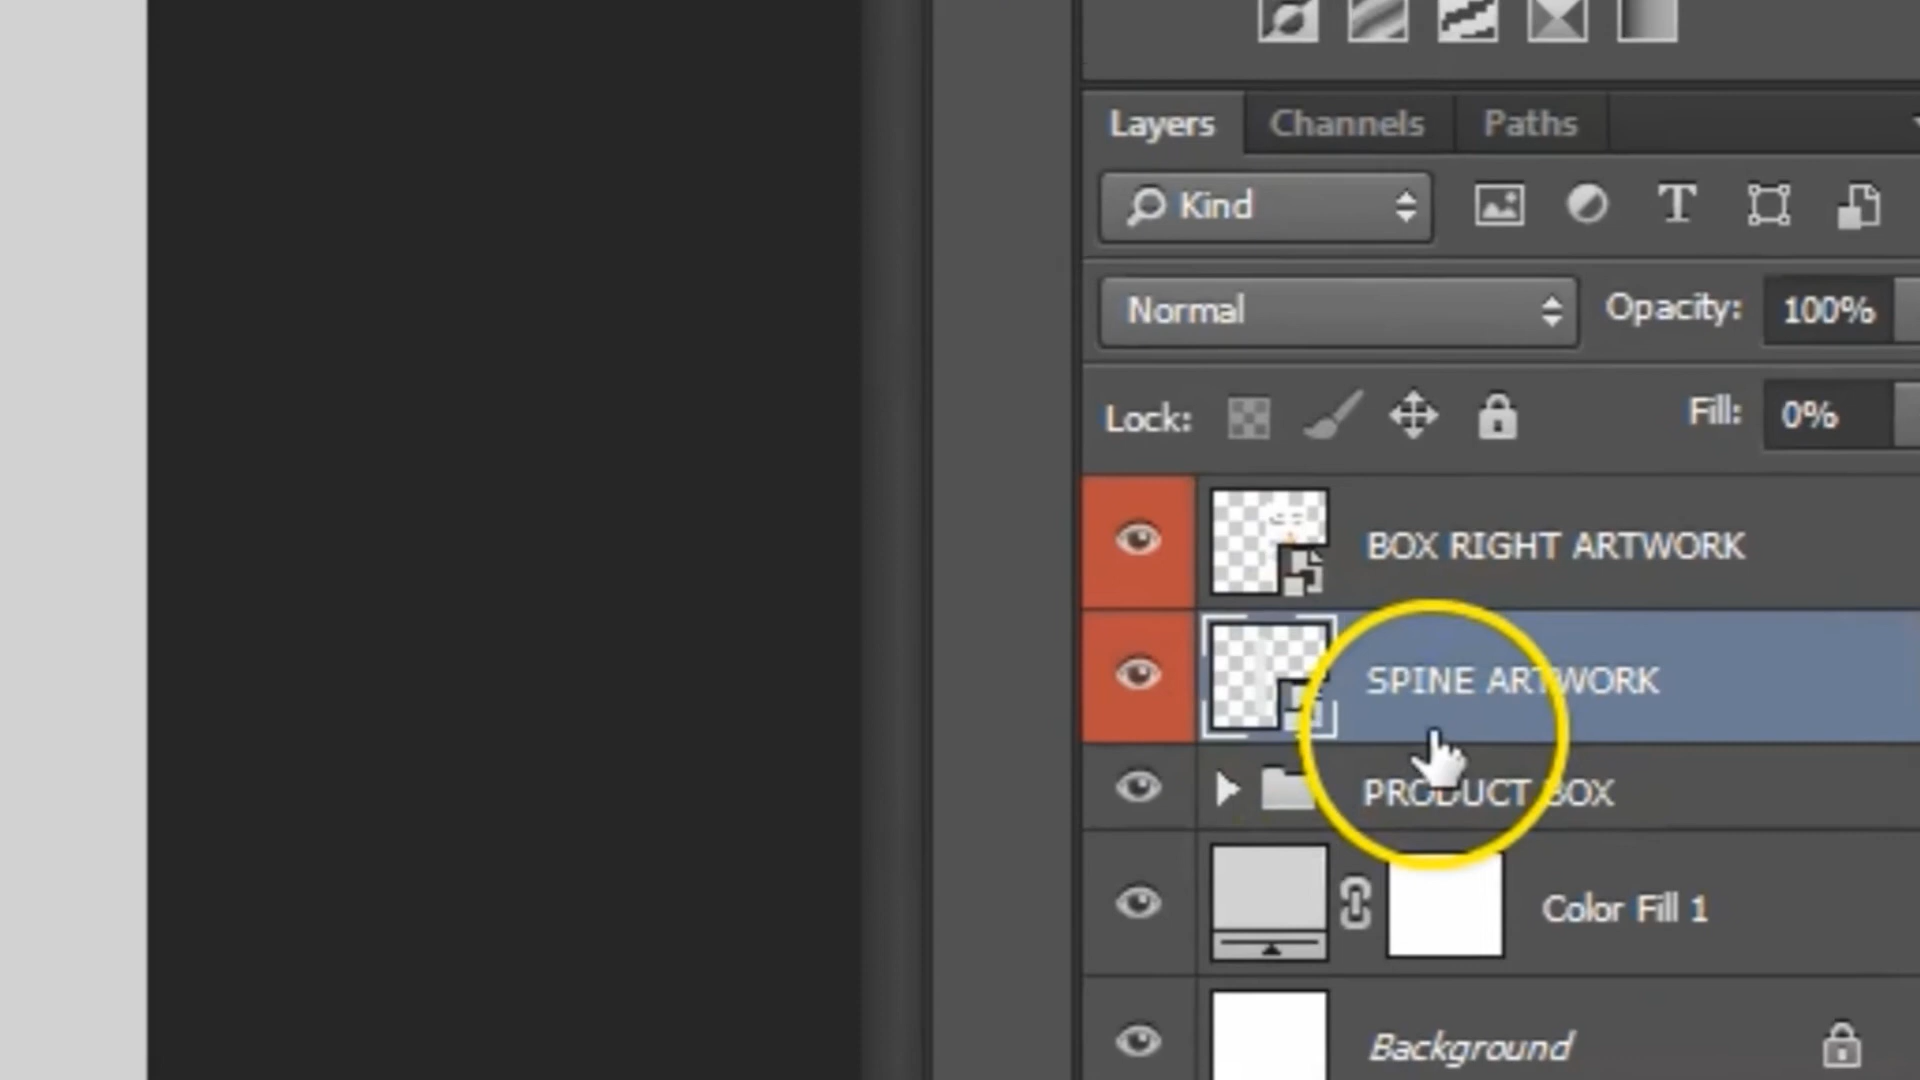 Layers Channels Paths
Kind T
Normal Opacity: 100%
Lock: Fill: 0%
BOX RIGHT ARTWORK
SPINE ARTWORK
PRODUCT BOX
Color Fill 1
Background